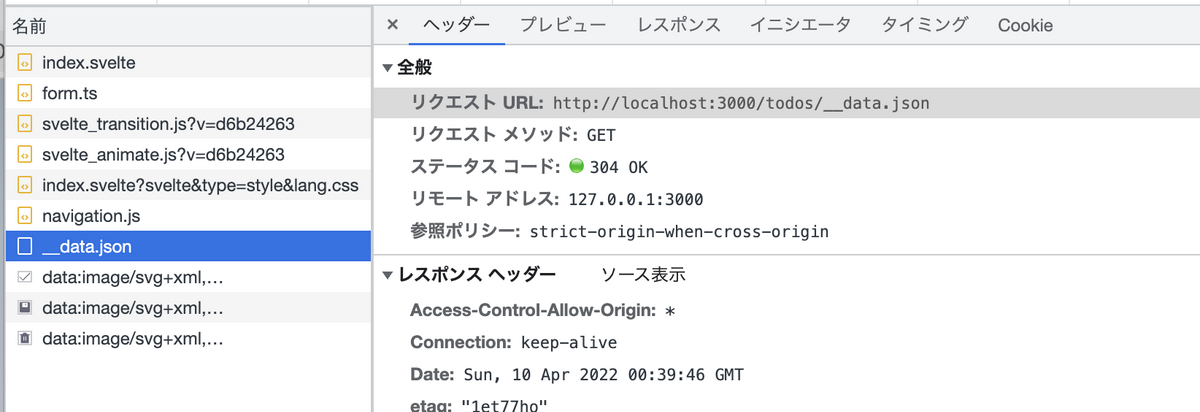 名前
index.svelte
form.ts
svelte_transition.js?v=d6b24263
svelte_animate.js?v=d6b24263
index.svelte?svelte&type=style&lang.css
navigation.js
__data.json
data:image/svg+xml,…
data:image/svg+xml,…
data:image/svg+xml,…
× ヘッダー プレビュー レスポンス イニシエータ タイミング Cookie
▼全般
リクエスト URL: http://localhost:3000/todos/__data.json
リクエスト メソッド: GET
ステータス コード: 304 OK
リモート アドレス: 127.0.0.1:3000
参照ポリシー: strict-origin-when-cross-origin
▼レスポンス ヘッダー ソース表示
Access-Control-Allow-Origin: *
Connection: keep-alive
Date: Sun, 10 Apr 2022 00:39:46 GMT
etag: "1et77ho"